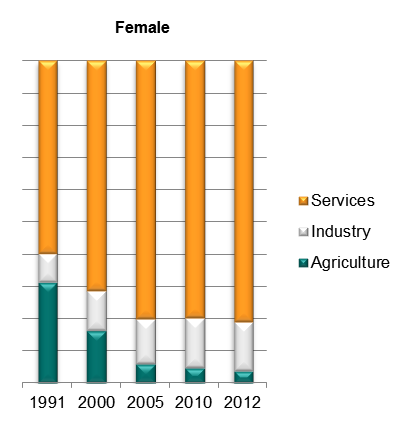 Female
Services
Industry
Agriculture
1991 2000 2005 2010 2012